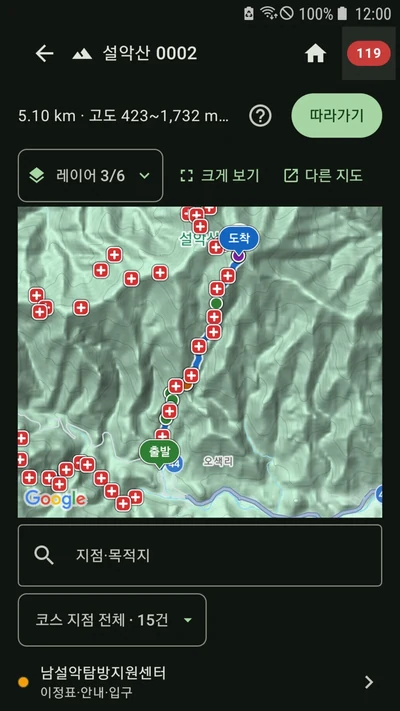 100% 12:00
설악산 0002
119
5.10 km · 고도 423~1,732 m...
따라가기
레이어 3/6
크게 보기
다른 지도
도착
출발
44
오색리
Google
지점·목적지
코스 지점 전체 · 15건
남설악탐방지원센터
이정표·안내·입구